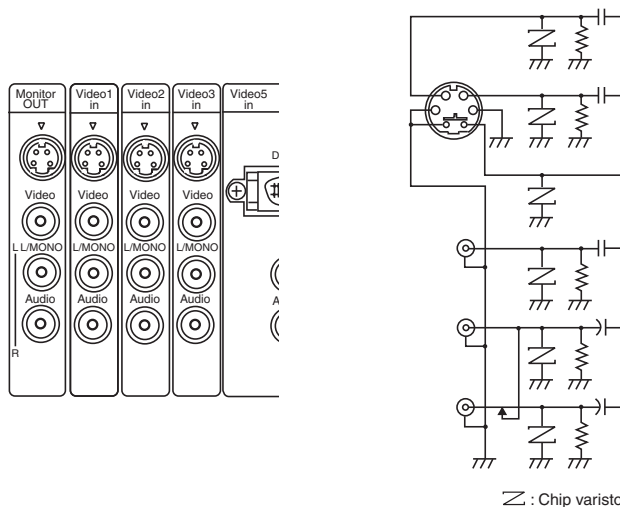 Monitor Video1 Video2 Video3 Video5
OUT in in in in
D
Video Video Video Video
L L/MONO L/MONO L/MONO L/MONO
Audio Audio Audio Audio A
R
: Chip varisto